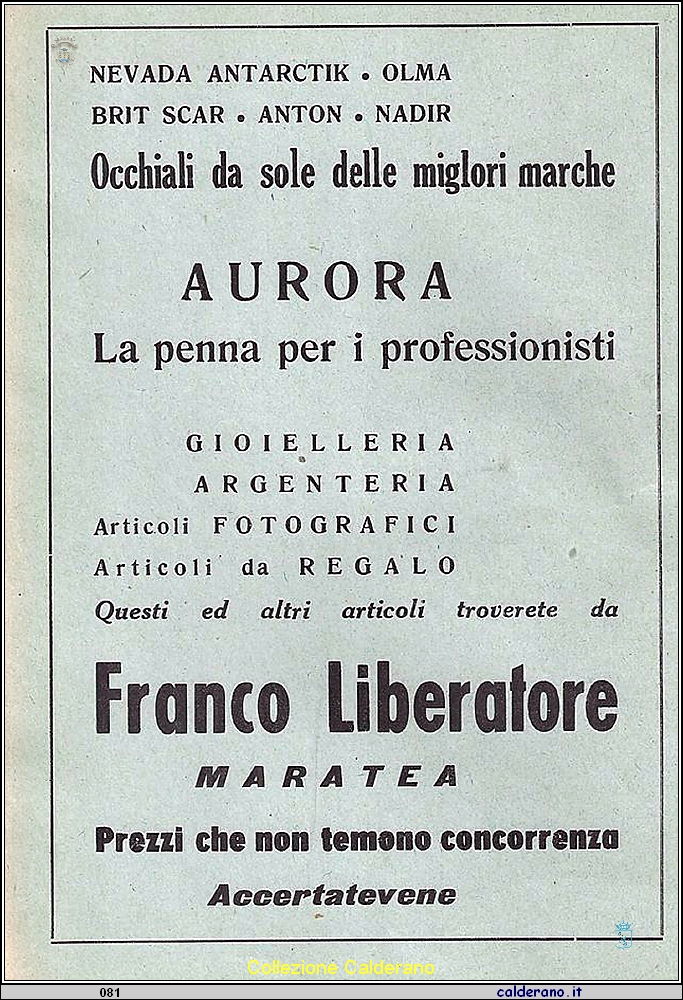 NEVADA ANTARCTIK • OLMA
BRIT SCAR • ANTON • NADIR
Occhiali da sole delle miglori marche
AURORA
La penna per i professionisti
GIOIELLERIA
ARGENTERIA
Articoli FOTOGRAFICI
Articoli da REGALO
Questi ed altri articoli troverete da
Franco Liberatore
MARATEA
Prezzi che non temono concorrenza
Accertatevene
Collezione Calderano
081 calderano.it